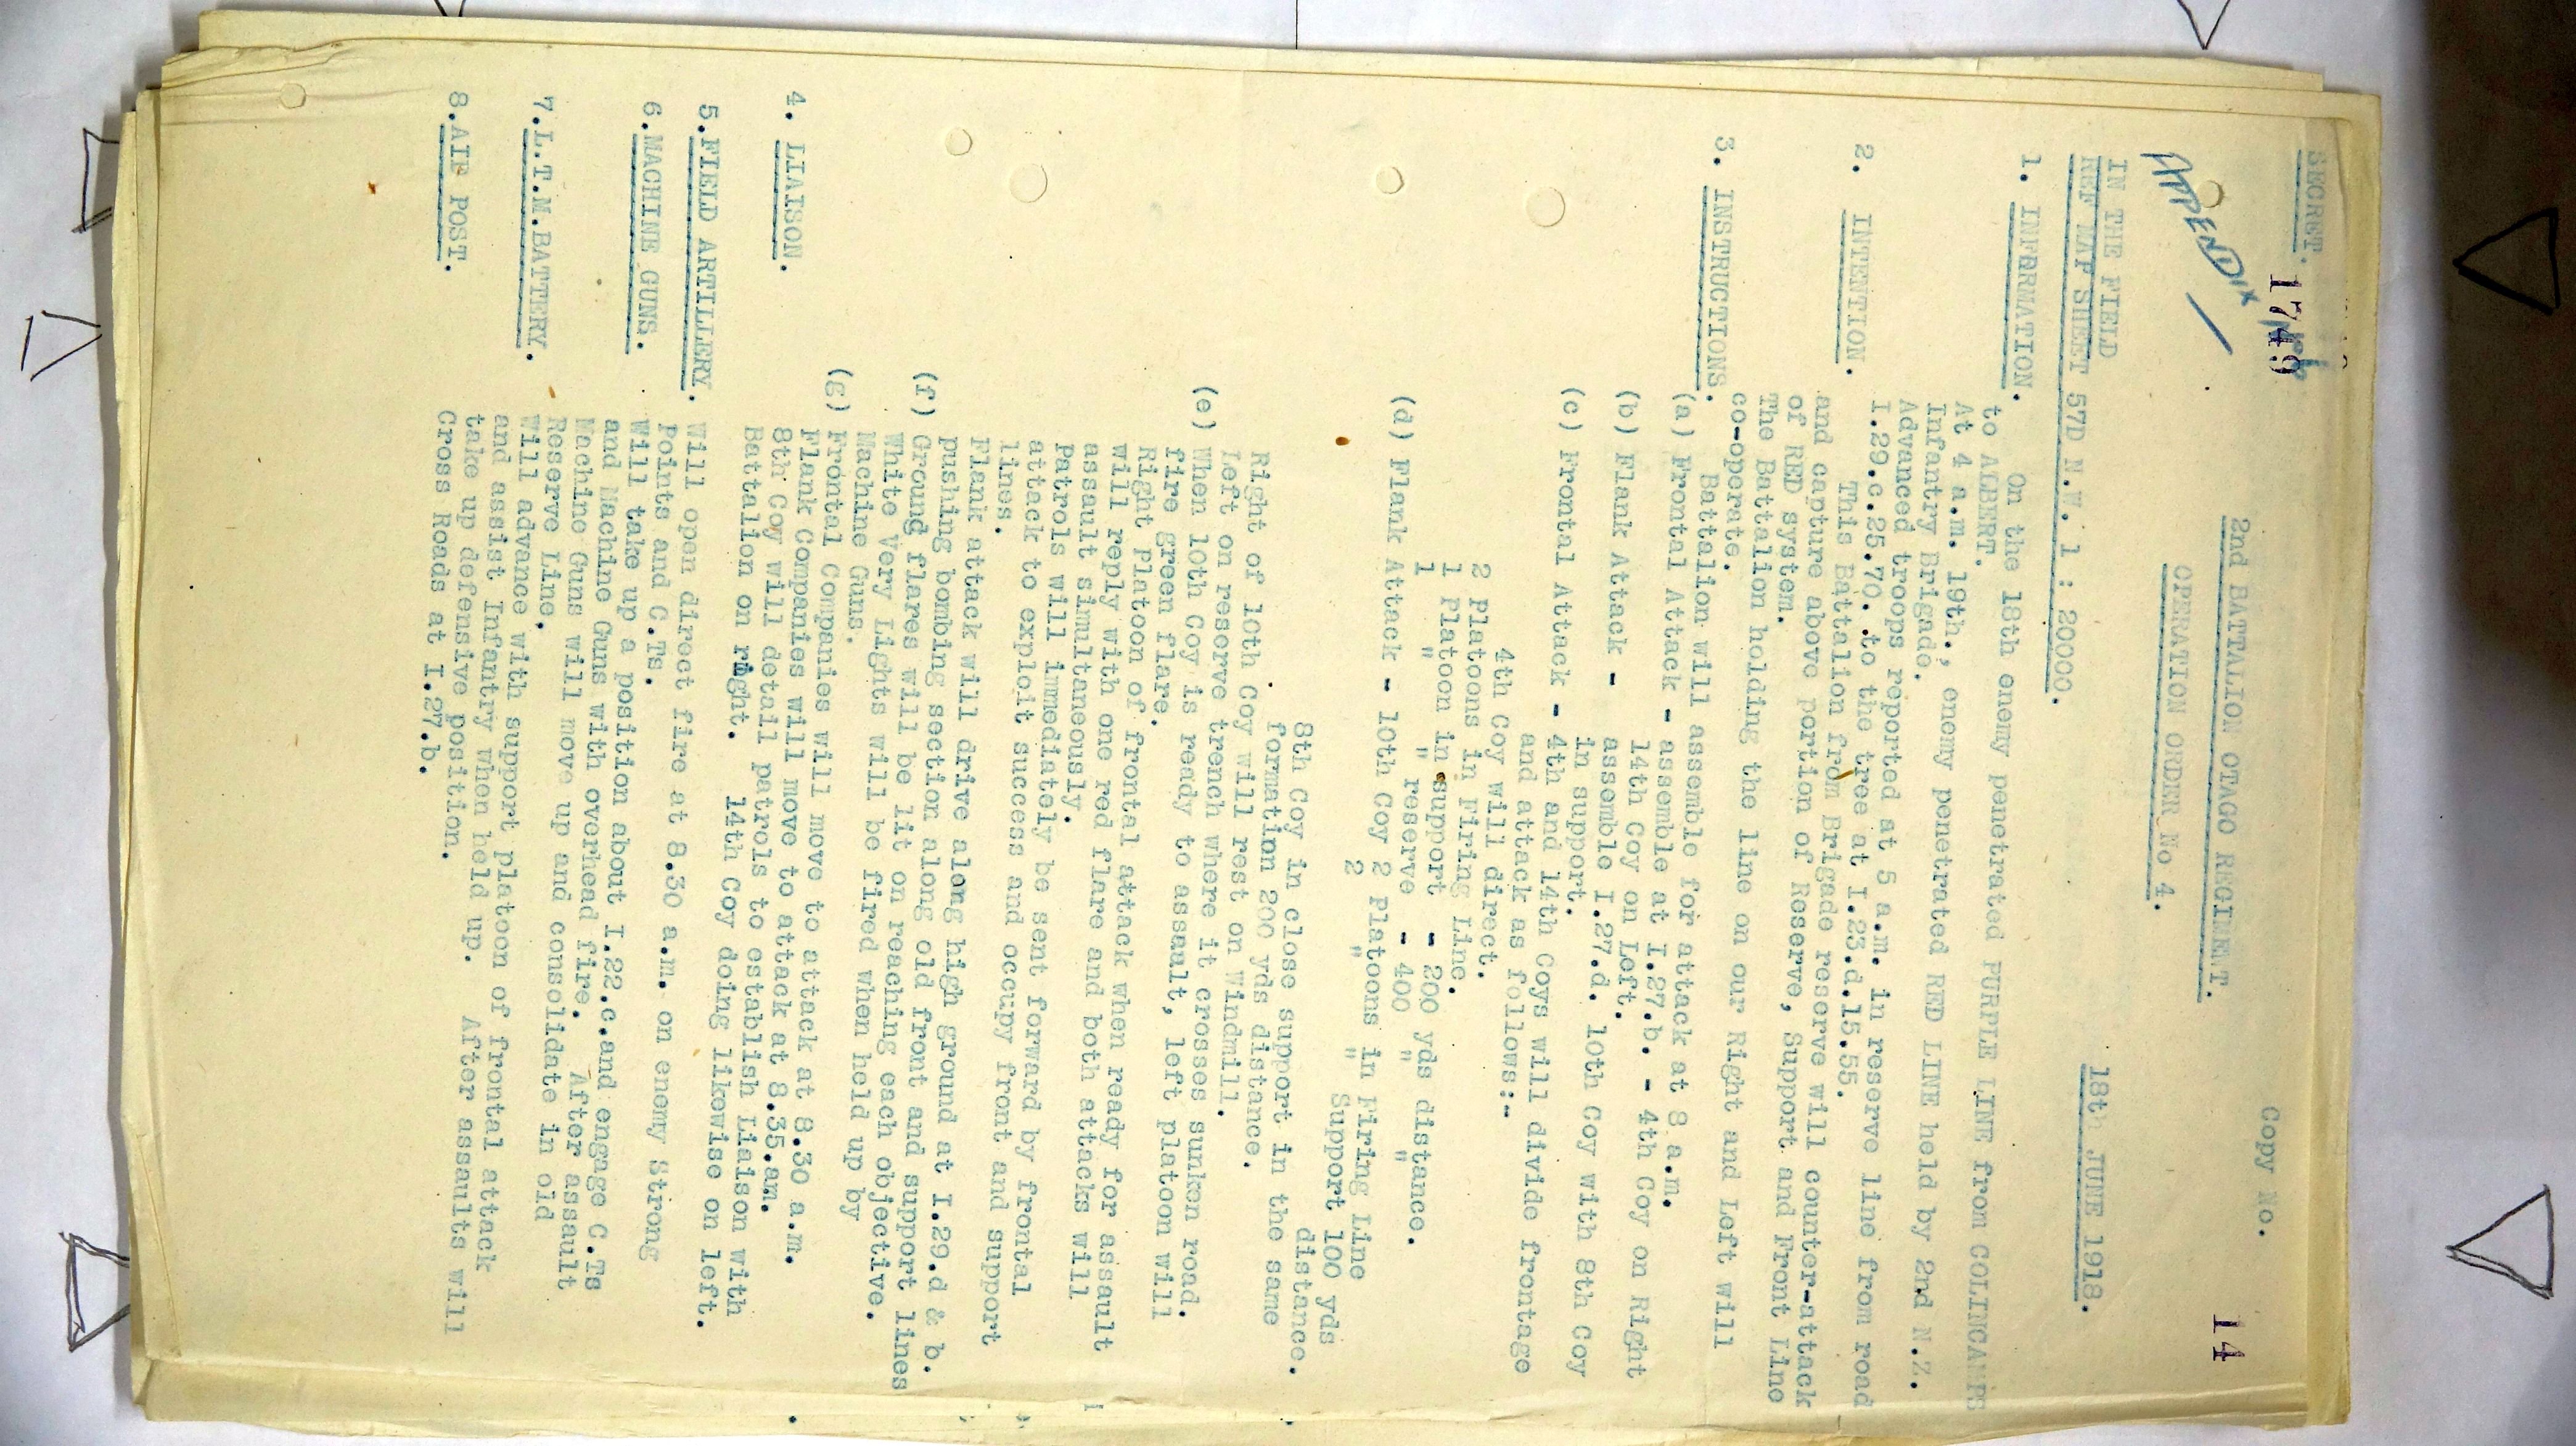 SECRET.
1749
Copy No.
14
APPENDIX /
2nd BATTALION OTAGO REGIMENT.
OPERATION ORDER No 4.
IN THE FIELD
REF MAP SHEET 57D N.W. 1 : 20000.
18th JUNE 1918.
1. INFORMATION.
On the 18th enemy penetrated PURPLE LINE from COLINCAMPS
to ALBERT.
At 4 a.m. 19th., enemy penetrated RED LINE held by 2nd N.Z.
Infantry Brigade.
Advanced troops reported at 5 a.m. in reserve line from road
I.29.c.25.70. to the tree at I.23.d.15.55.
2. INTENTION.
This Battalion from Brigade reserve will counter-attack
and capture above portion of Reserve, Support and Front Line
of RED system.
The Battalion holding the line on our Right and Left will
co-operate.
3. INSTRUCTIONS.
Battalion will assemble for attack at 8 a.m.
(a) Frontal Attack - assemble at I.27.b. - 4th Coy on Right
14th Coy on Left.
(b) Flank Attack - assemble I.27.d. 10th Coy with 8th Coy
in support.
(c) Frontal Attack - 4th and 14th Coys will divide frontage
and attack as follows:-
4th Coy will direct.
2 Platoons in Firing Line.
1 Platoon in support - 200 yds distance.
1 " " reserve - 400 " "
(d) Flank Attack - 10th Coy 2 Platoons in Firing Line
2 " " Support 100 yds
distance.
8th Coy in close support in the same
formation 200 yds distance.
Right of 10th Coy will rest on Windmill.
Left on reserve trench where it crosses sunken road.
(e) When 10th Coy is ready to assault, left platoon will
fire green flare.
Right Platoon of frontal attack when ready for assault
will reply with one red flare and both attacks will
assault simultaneously.
Patrols will immediately be sent forward by frontal
attack to exploit success and occupy front and support
lines.
Flank attack will drive along high ground at I.29.d & b.
pushing bombing section along old front and support lines
(f) Ground flares will be lit on reaching each objective.
White Very Lights will be fired when held up by
Machine Guns.
(g) Frontal Companies will move to attack at 8.30 a.m.
Flank Companies will move to attack at 8.35.am.
4. LIAISON.
8th Coy will detail patrols to establish Liaison with
Battalion on right. 14th Coy doing likewise on left.
5.FIELD ARTILLERY.
Will open direct fire at 8.30 a.m. on enemy Strong
Points and C.Ts.
6.MACHINE GUNS.
Will take up a position about I.22.c.and engage C.Ts
and Machine Guns with overhead fire. After assault
Machine Guns will move up and consolidate in old
Reserve Line.
7.L.T.M.BATTERY.
Will advance with support platoon of frontal attack
and assist Infantry when held up. After assaults will
take up defensive position.
8.AID POST.
Cross Roads at I.27.b.